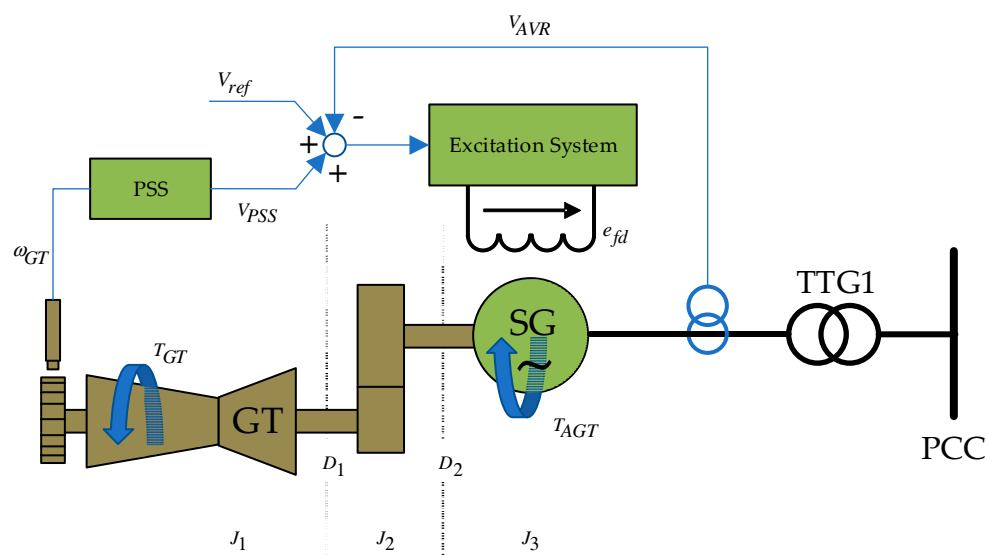 V_AVR
V_ref
-
+
+
Excitation System
PSS
V_PSS
e_fd
ω_GT
TTG1
SG
~
T_GT
GT
T_AGT
PCC
D_1
D_2
J_1
J_2
J_3